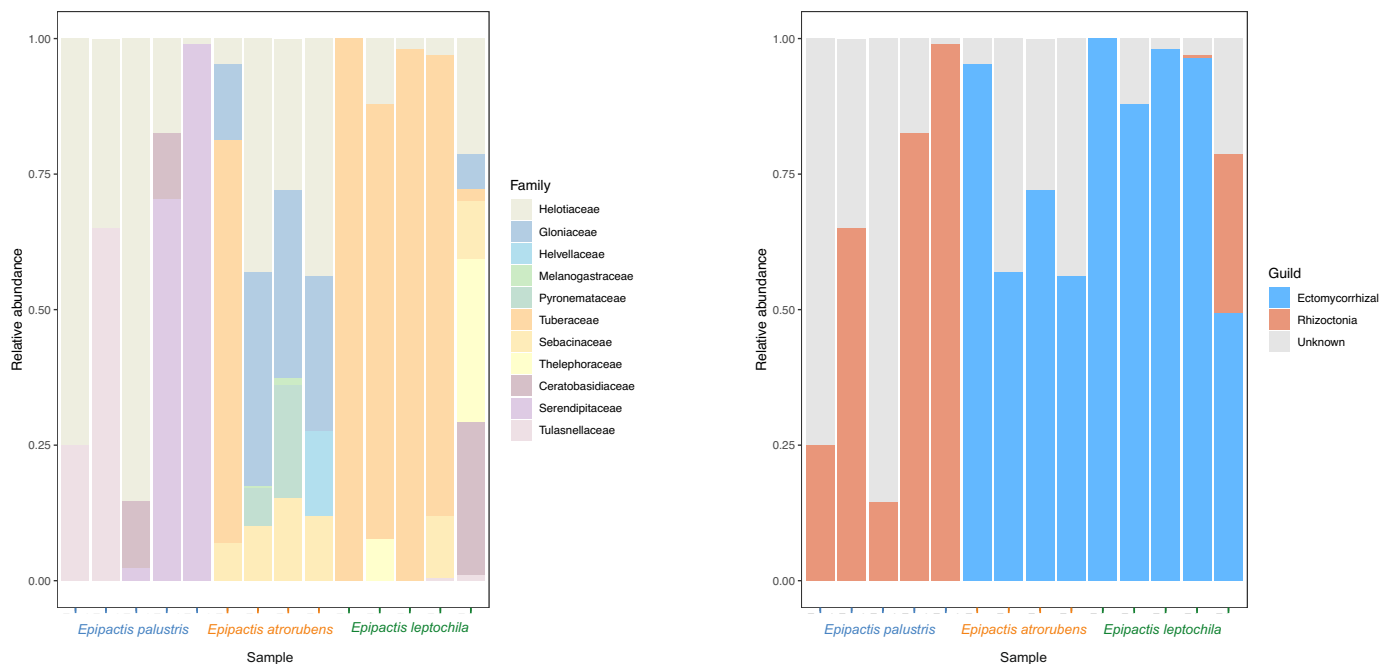 1.00
0.75
0.50
0.25
0.00
Relative abundance
Epipactis palustris
Epipactis atrorubens
Epipactis leptochila
Sample
Family
Helotiaceae
Gloniaceae
Helvellaceae
Melanogastraceae
Pyronemataceae
Tuberaceae
Sebacinaceae
Thelephoraceae
Ceratobasidiaceae
Serendipitaceae
Tulasnellaceae
1.00
0.75
0.50
0.25
0.00
Relative abundance
Epipactis palustris
Epipactis atrorubens
Epipactis leptochila
Sample
Guild
Ectomycorrhizal
Rhizoctonia
Unknown